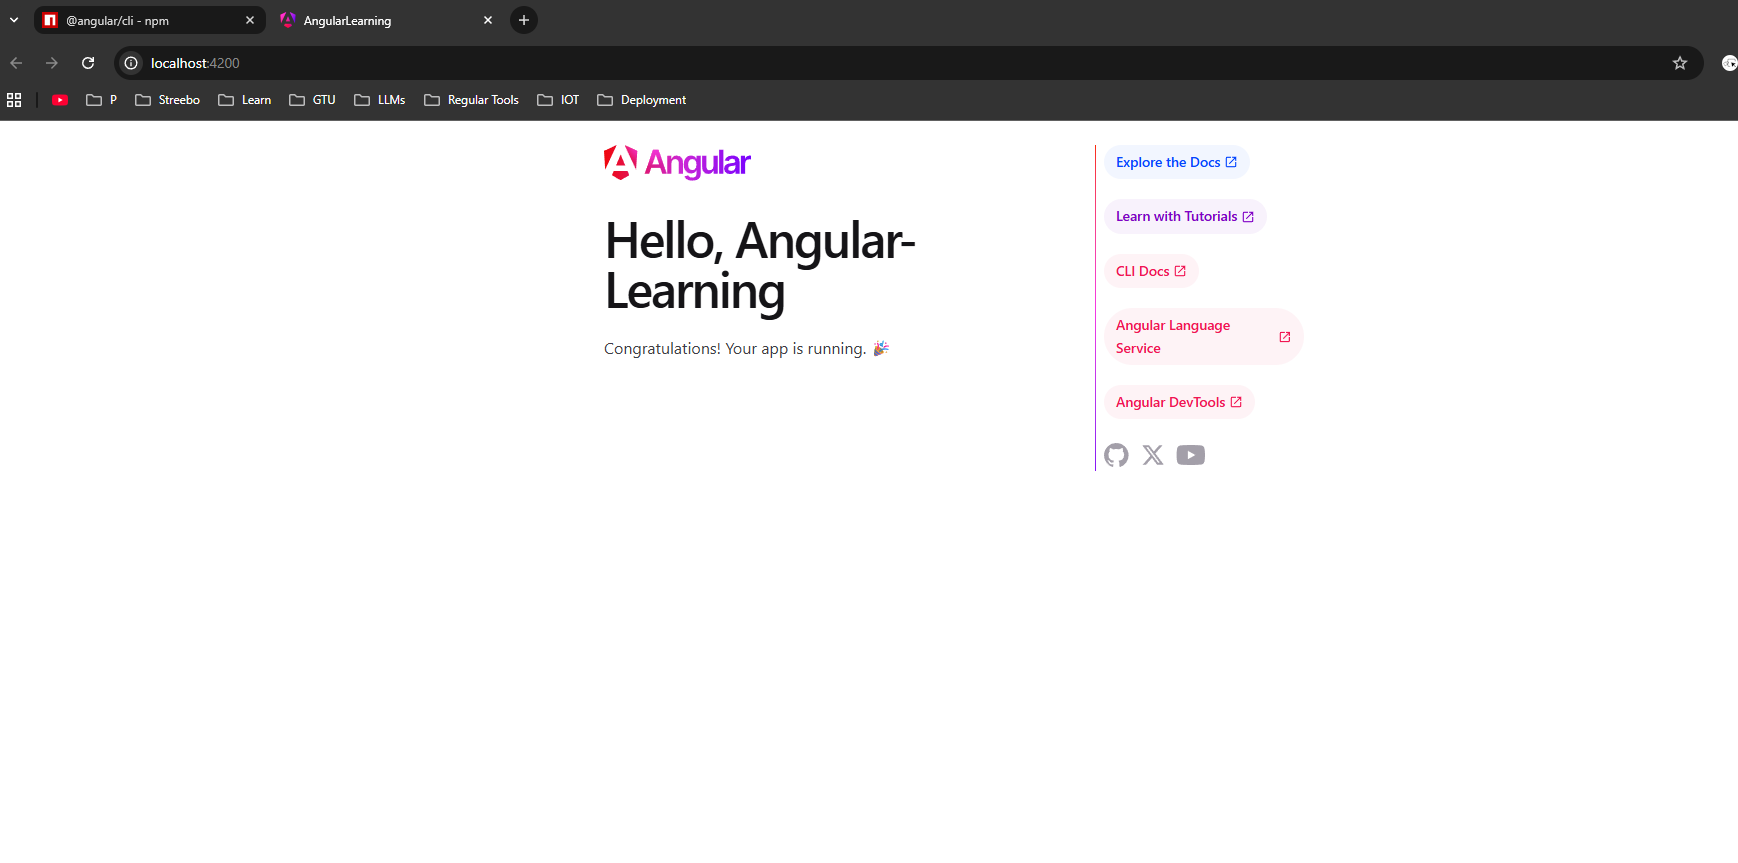 @angular/cli - npm
AngularLearning
localhost:4200
P
Streebo
Learn
GTU
LLMs
Regular Tools
IOT
Deployment
Angular
Hello, Angular-
Learning
Congratulations! Your app is running. 🎉
Explore the Docs
Learn with Tutorials
CLI Docs
Angular Language
Service
Angular DevTools